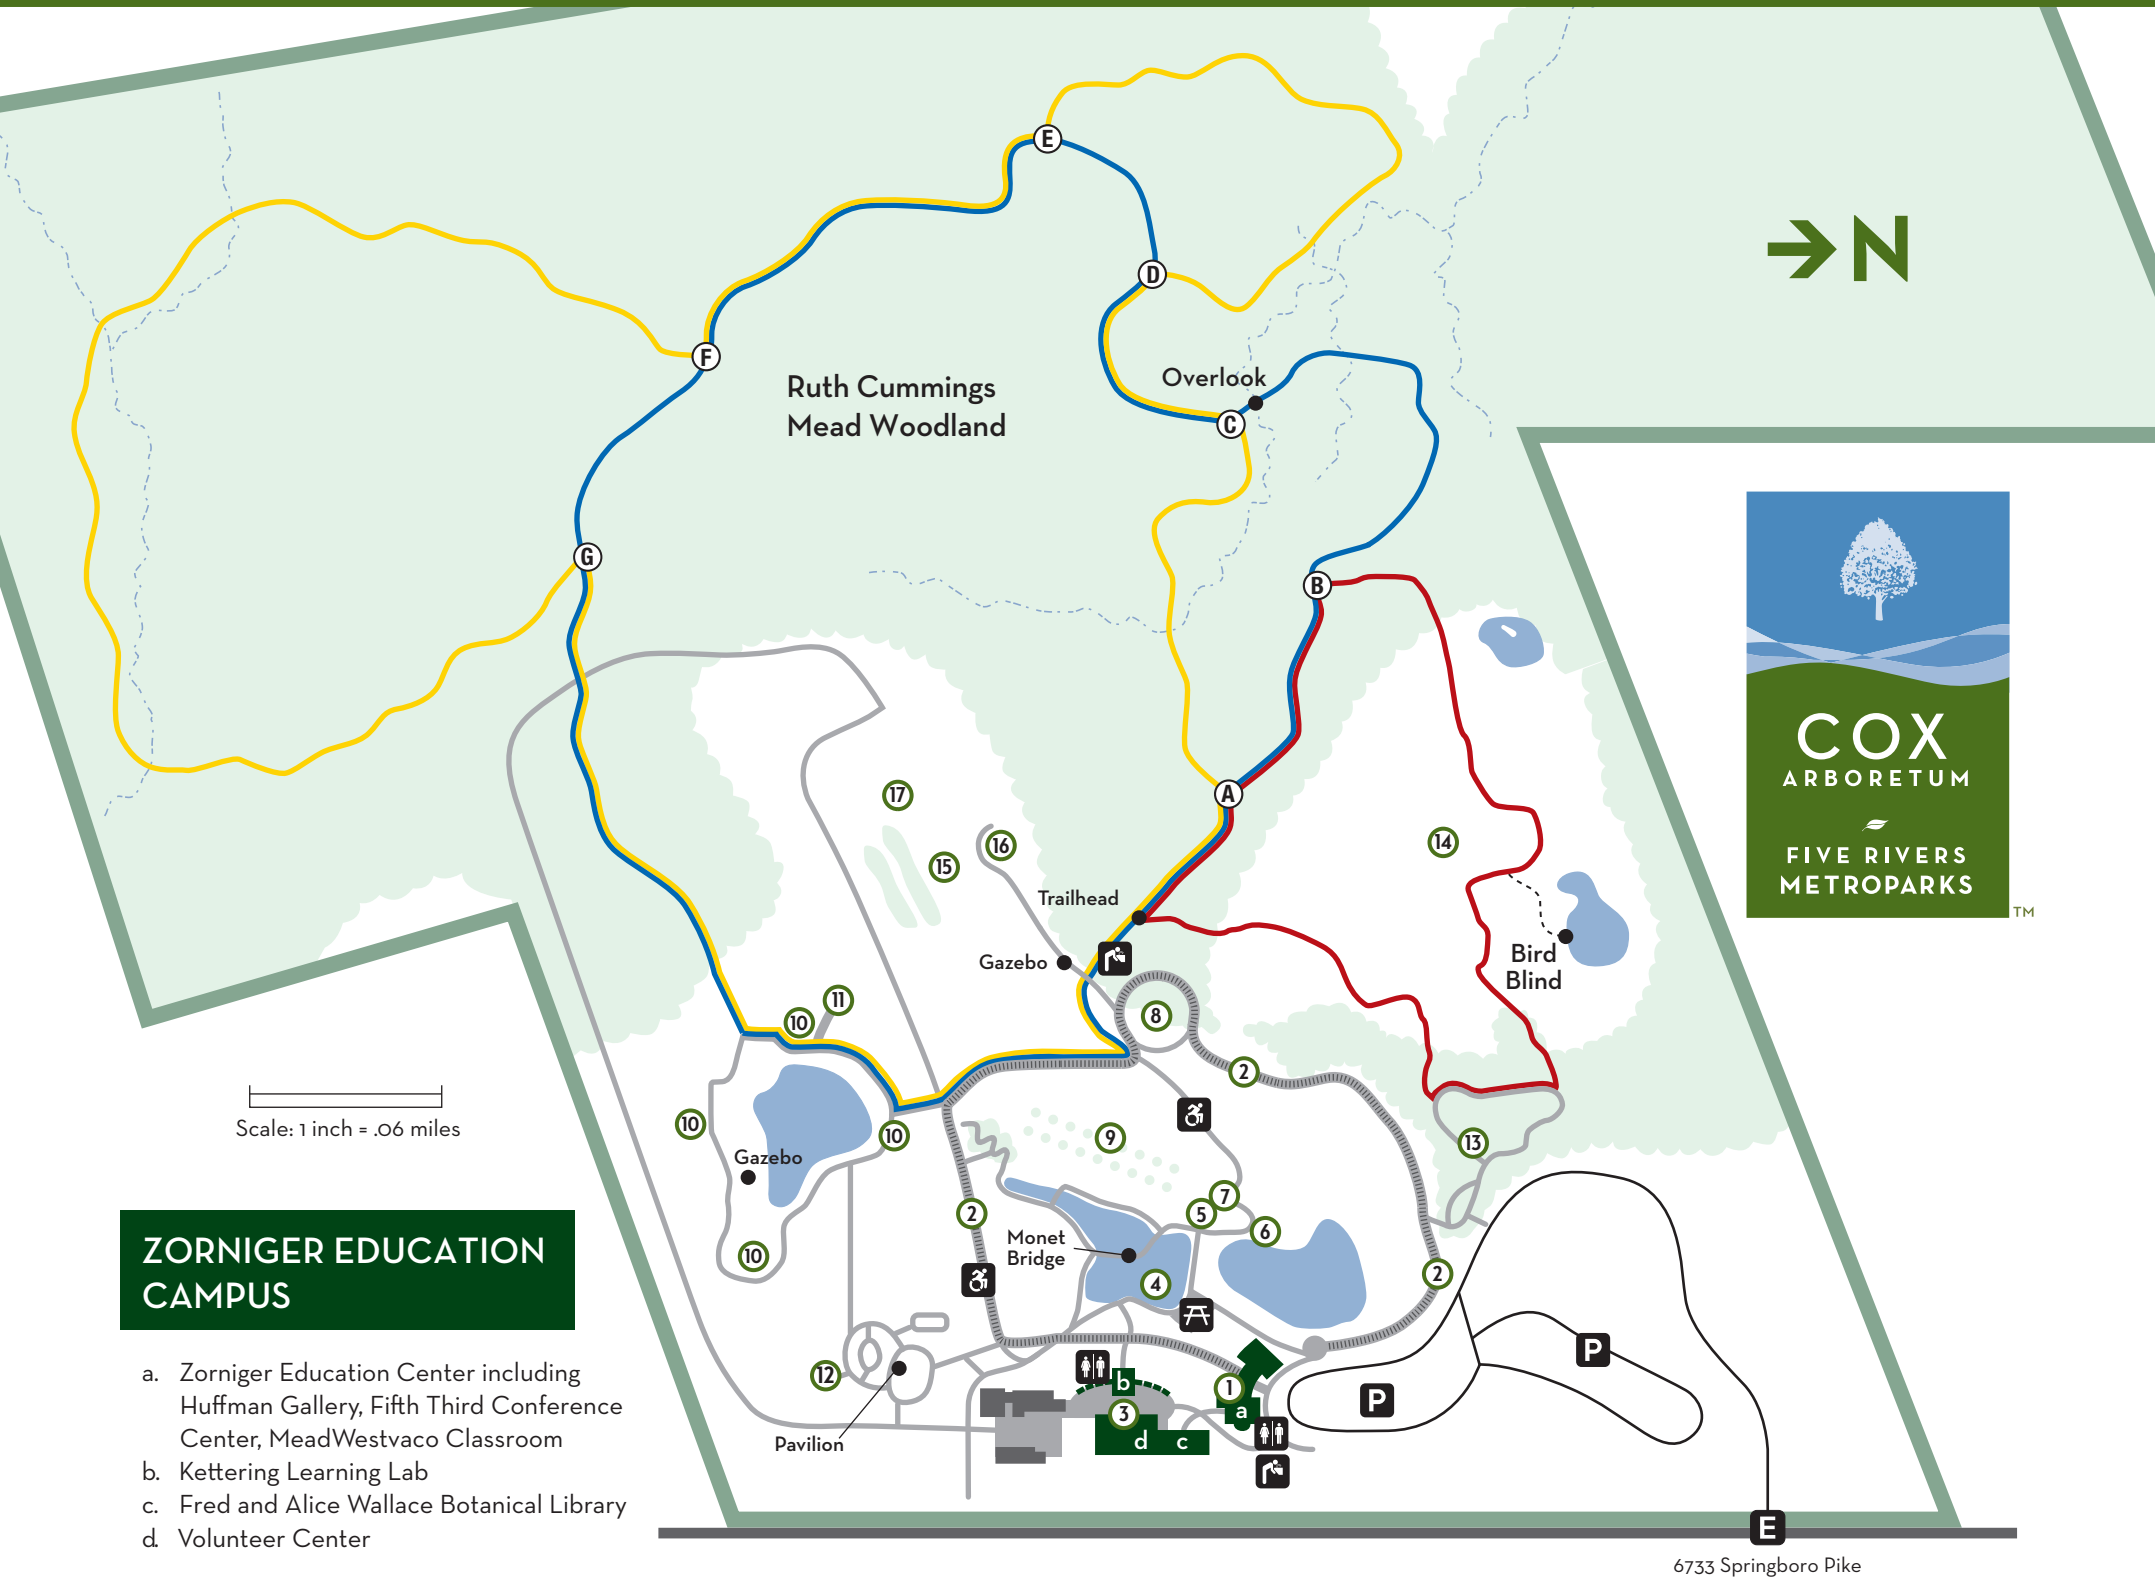 E
D
F
Overlook
C
Ruth Cummings
Mead Woodland
N
G
B
A
COX
ARBORETUM
FIVE RIVERS
METROPARKS
TM
17
16
15
14
Trailhead
Gazebo
Bird
Blind
11
10
8
2
10
10
9
13
Gazebo
7
5
6
2
Monet
Bridge
10
4
2
Scale: 1 inch = .06 miles
12
Pavilion
b
1
3
a
d
c
P
P
E
6733 Springboro Pike
ZORNIGER EDUCATION
CAMPUS
a. Zorniger Education Center including
Huffman Gallery, Fifth Third Conference
Center, MeadWestvaco Classroom
b. Kettering Learning Lab
c. Fred and Alice Wallace Botanical Library
d. Volunteer Center